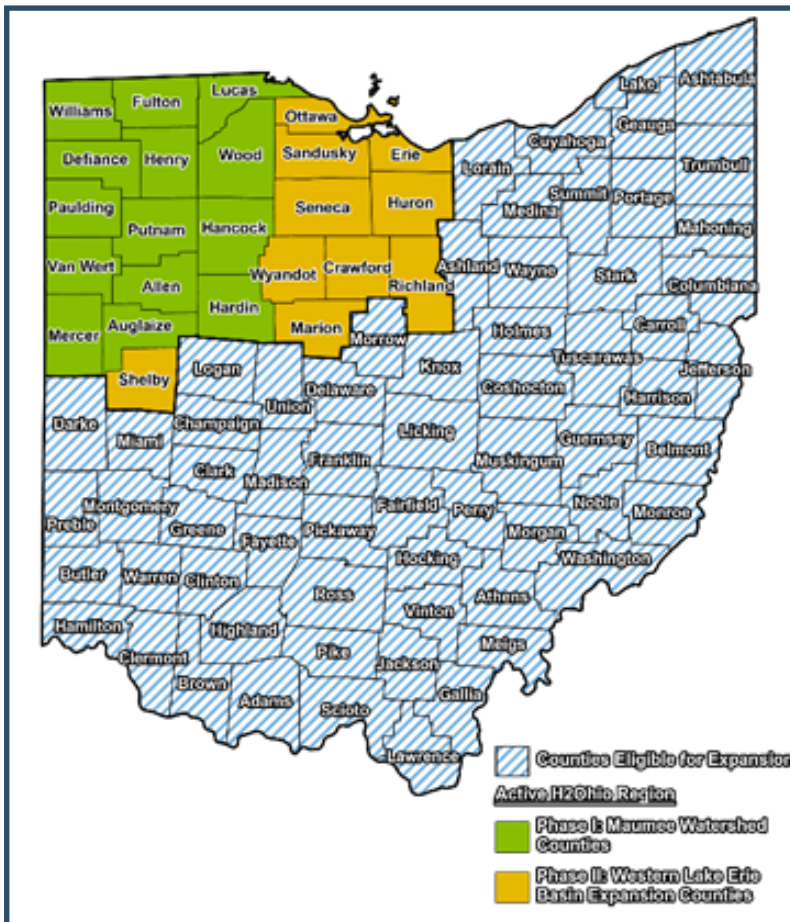 Williams
Fulton
Lucas
Defiance
Henry
Wood
Ottawa
Sandusky
Erie
Paulding
Putnam
Hancock
Seneca
Huron
Van Wert
Allen
Hardin
Wyandot
Crawford
Richland
Mercer
Auglaize
Marion
Shelby
Morrow
Lake
Ashtabula
Geauga
Cuyahoga
Lorain
Trumbull
Medina
Summit
Portage
Mahoning
Ashland
Wayne
Stark
Columbiana
Holmes
Carroll
Tuscarawas
Jefferson
Logan
Knox
Coshocton
Harrison
Darke
Union
Delaware
Champaign
Miami
Licking
Guernsey
Belmont
Clark
Franklin
Muskingum
Madison
Montgomery
Preble
Greene
Fayette
Pickaway
Fairfield
Perry
Noble
Monroe
Morgan
Washington
Hocking
Butler
Warren
Clinton
Ross
Vinton
Athens
Hamilton
Highland
Meigs
Clermont
Pike
Jackson
Brown
Adams
Scioto
Gallia
Lawrence
Counties Eligible for Expansion
Active H2Ohio Region
Phase I: Maumee Watershed
Counties
Phase II: Western Lake Erie
Basin Expansion Counties